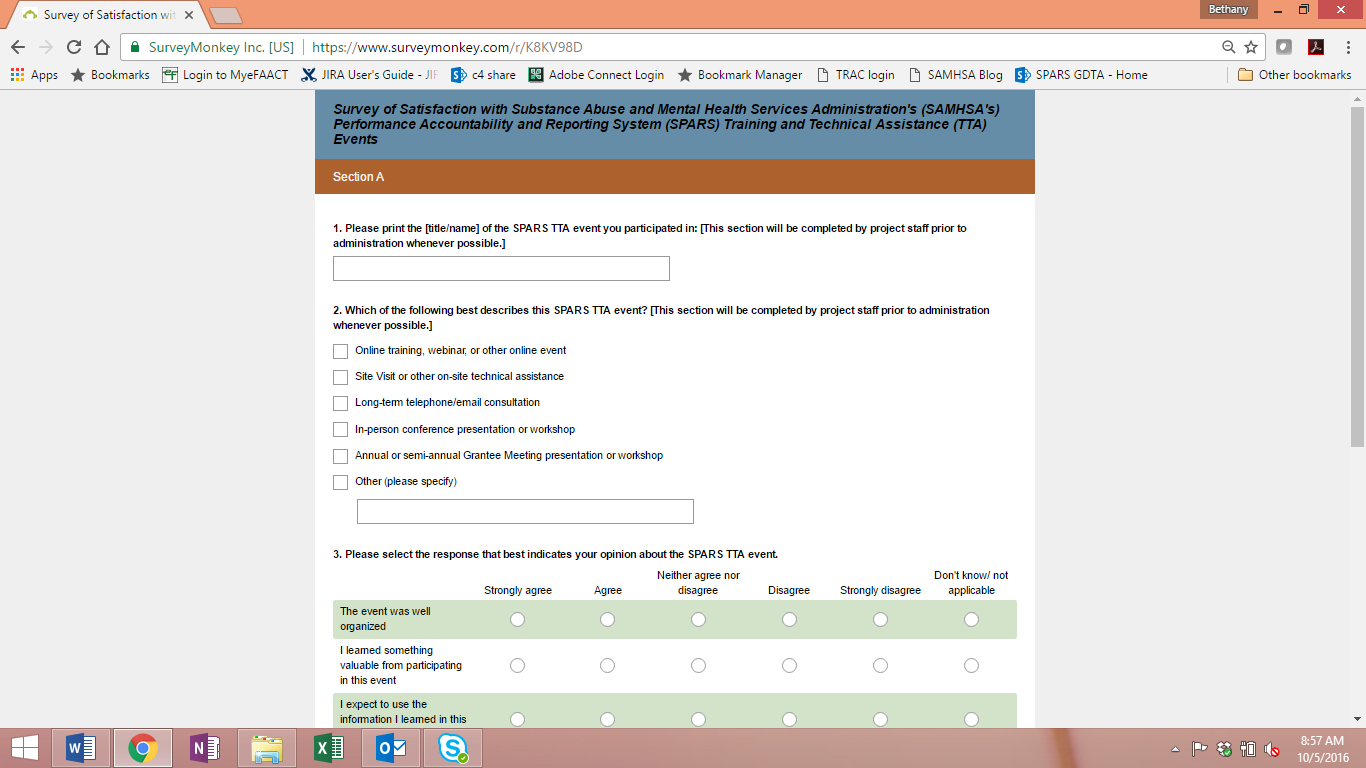 Survey of Satisfaction wit
Bethany
SurveyMonkey Inc. [US]
https://www.surveymonkey.com/r/K8KV98D
Apps
Bookmarks
Login to MyeFAACT
JIRA User's Guide - JIR
c4 share
Adobe Connect Login
Bookmark Manager
TRAC login
SAMHSA Blog
SPARS GDTA - Home
Other bookmarks
Survey of Satisfaction with Substance Abuse and Mental Health Services Administration's (SAMHSA's)
Performance Accountability and Reporting System (SPARS) Training and Technical Assistance (TTA)
Events
Section A
1. Please print the [title/name] of the SPARS TTA event you participated in: [This section will be completed by project staff prior to
administration whenever possible.]
2. Which of the following best describes this SPARS TTA event? [This section will be completed by project staff prior to administration
whenever possible.]
Online training, webinar, or other online event
Site Visit or other on-site technical assistance
Long-term telephone/email consultation
In-person conference presentation or workshop
Annual or semi-annual Grantee Meeting presentation or workshop
Other (please specify)
3. Please select the response that best indicates your opinion about the SPARS TTA event.
Strongly agree
Agree
Neither agree nor
disagree
Disagree
Strongly disagree
Don't know/ not
applicable
The event was well
organized
I learned something
valuable from participating
in this event
I expect to use the
information I learned in this
8:57 AM
10/5/2016